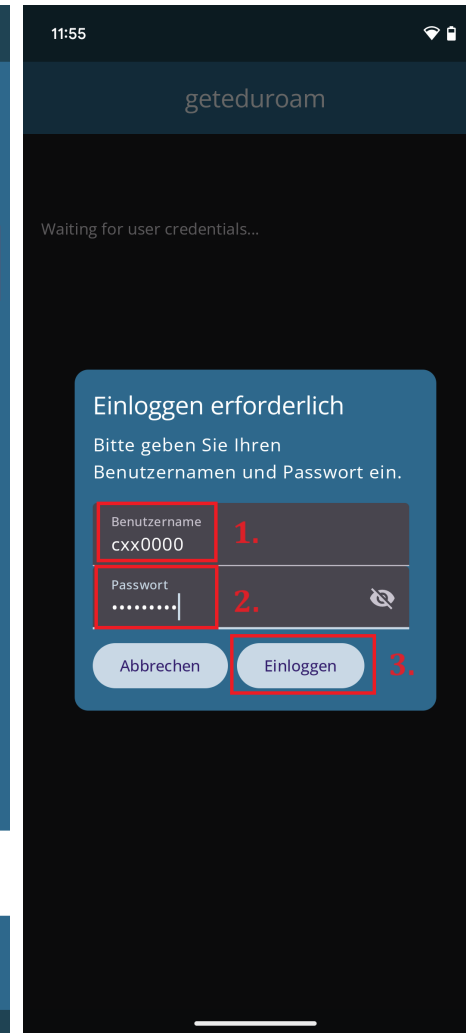 11:55
geteduroam
Waiting for user credentials...
Einloggen erforderlich
Bitte geben Sie Ihren
Benutzernamen und Passwort ein.
Benutzername
cxx0000
1.
Passwort
•••••••••
2.
Abbrechen
Einloggen
3.